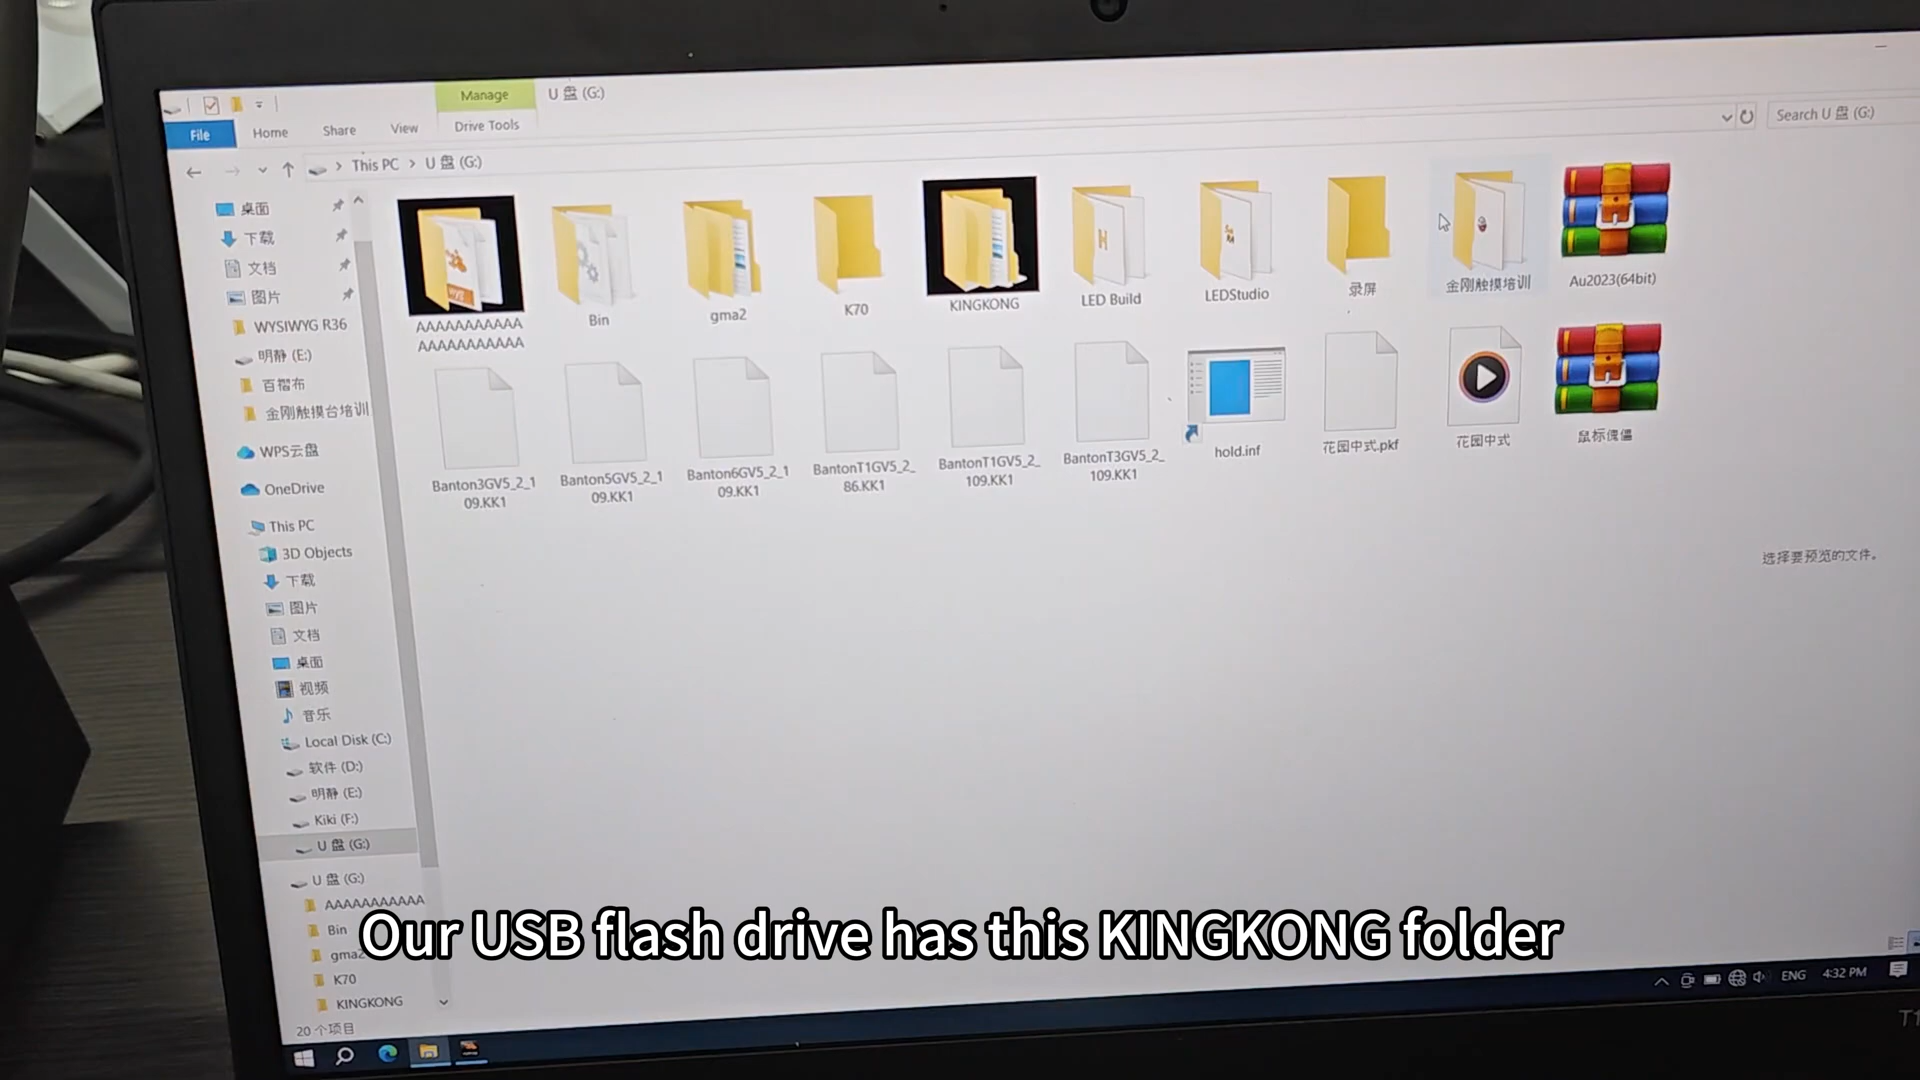 Manage
U 盘 (G:)
File
Home
Share
View
Drive Tools
This PC
U 盘 (G:)
Search U 盘 (G:)
桌面
下载
文档
图片
WYSIWYG R36
明静 (E:)
百褶布
金刚触摸台培训
WPS云盘
OneDrive
This PC
3D Objects
下载
图片
文档
桌面
视频
音乐
Local Disk (C:)
软件 (D:)
明静 (E:)
Kiki (F:)
U 盘 (G:)
U 盘 (G:)
AAAAAAAAAAA
Bin
gma2
K70
KINGKONG
20 个项目
AAAAAAAAAAA
AAAAAAAAAAA
Bin
gma2
K70
KINGKONG
LED Build
LEDStudio
录屏
金刚触摸培训
Au2023(64bit)
Banton3GV5_2_1
09.KK1
Banton5GV5_2_1
09.KK1
Banton6GV5_2_1
09.KK1
BantonT1GV5_2_
86.KK1
BantonT1GV5_2_
109.KK1
BantonT3GV5_2_
109.KK1
hold.inf
花园中式.pkf
花园中式
鼠标傀儡
选择要预览的文件。
Our USB flash drive has this KINGKONG folder
ENG
4:32 PM